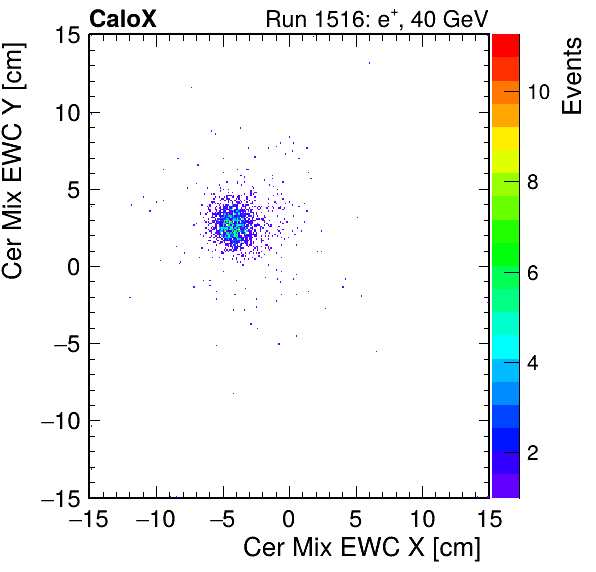 CaloX Run 1516: e⁺, 40 GeV
Cer Mix EWC Y [cm]
15
10
5
0
−5
−10
−15
−15 −10 −5 0 5 10 15
Cer Mix EWC X [cm]
Events
10
8
6
4
2